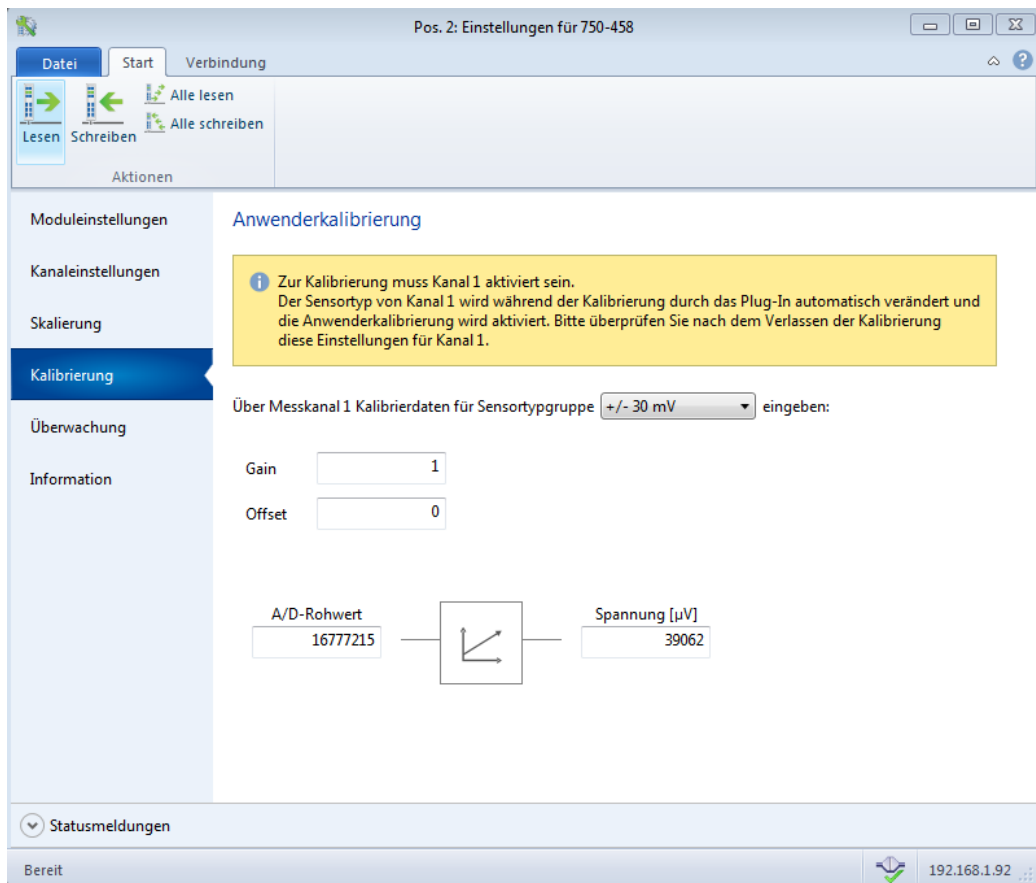 Pos. 2: Einstellungen für 750-458
Datei
Start
Verbindung
Lesen
Schreiben
Alle lesen
Alle schreiben
Aktionen
Moduleinstellungen
Kanaleinstellungen
Skalierung
Kalibrierung
Überwachung
Information
Anwenderkalibrierung
Zur Kalibrierung muss Kanal 1 aktiviert sein.
Der Sensortyp von Kanal 1 wird während der Kalibrierung durch das Plug-In automatisch verändert und
die Anwenderkalibrierung wird aktiviert. Bitte überprüfen Sie nach dem Verlassen der Kalibrierung
diese Einstellungen für Kanal 1.
Über Messkanal 1 Kalibrierdaten für Sensortypgruppe +/- 30 mV eingeben:
Gain 1
Offset 0
A/D-Rohwert
16777215
Spannung [µV]
39062
Statusmeldungen
Bereit
192.168.1.92